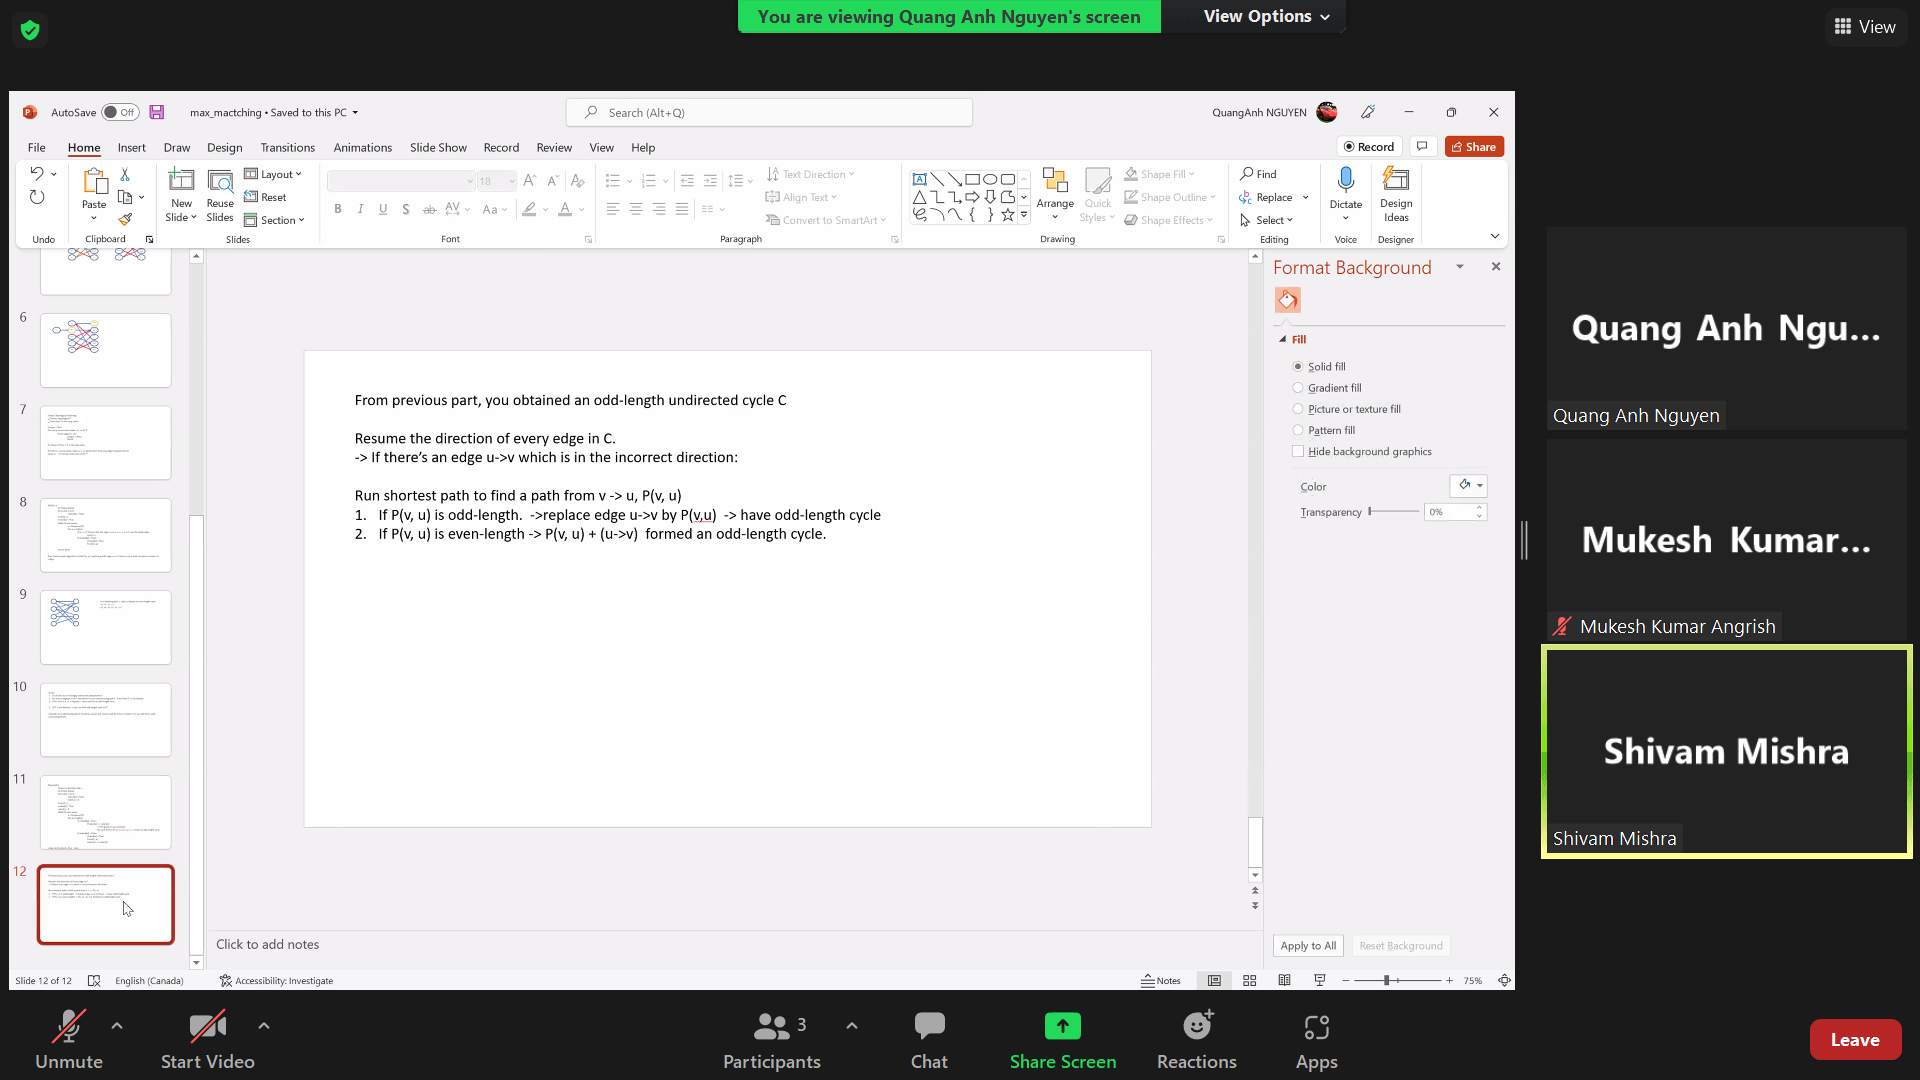 You are viewing Quang Anh Nguyen's screen
View Options
View
AutoSave Off
max_mactching • Saved to this PC
Search (Alt+Q)
QuangAnh NGUYEN
File Home Insert Draw Design Transitions Animations Slide Show Record Review View Help
Record
Share
Undo
Paste
Clipboard
New Slide
Reuse Slides
Layout
Reset
Section
Slides
18
Font
Text Direction
Align Text
Convert to SmartArt
Paragraph
Arrange
Quick Styles
Shape Fill
Shape Outline
Shape Effects
Drawing
Find
Replace
Select
Editing
Dictate
Voice
Design Ideas
Designer
6
7
8
9
10
11
12
From previous part, you obtained an odd-length undirected cycle C
Resume the direction of every edge in C.
-> If there's an edge u->v which is in the incorrect direction:
Run shortest path to find a path from v -> u, P(v, u)
1. If P(v, u) is odd-length. ->replace edge u->v by P(v,u) -> have odd-length cycle
2. If P(v, u) is even-length -> P(v, u) + (u->v) formed an odd-length cycle.
Format Background
Fill
Solid fill
Gradient fill
Picture or texture fill
Pattern fill
Hide background graphics
Color
Transparency 0%
Apply to All
Reset Background
Click to add notes
Slide 12 of 12
English (Canada)
Accessibility: Investigate
Notes
75%
Quang Anh Ngu...
Quang Anh Nguyen
Mukesh Kumar...
Mukesh Kumar Angrish
Shivam Mishra
Shivam Mishra
Unmute
Start Video
3
Participants
Chat
Share Screen
Reactions
Apps
Leave